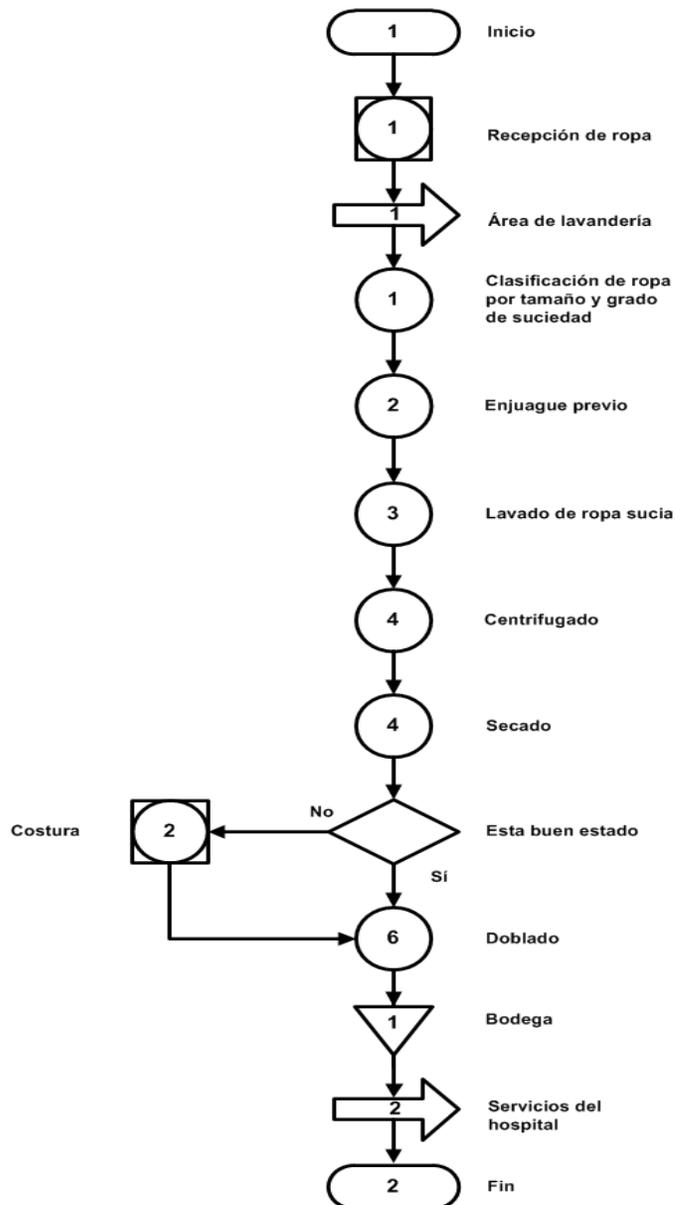 1 Inicio
1 Recepción de ropa
1 Área de lavandería
1 Clasificación de ropa
por tamaño y grado
de suciedad
2 Enjuague previo
3 Lavado de ropa sucia
4 Centrifugado
4 Secado
No
Costura 2 Esta buen estado
Sí
6 Doblado
1 Bodega
2 Servicios del
hospital
2 Fin